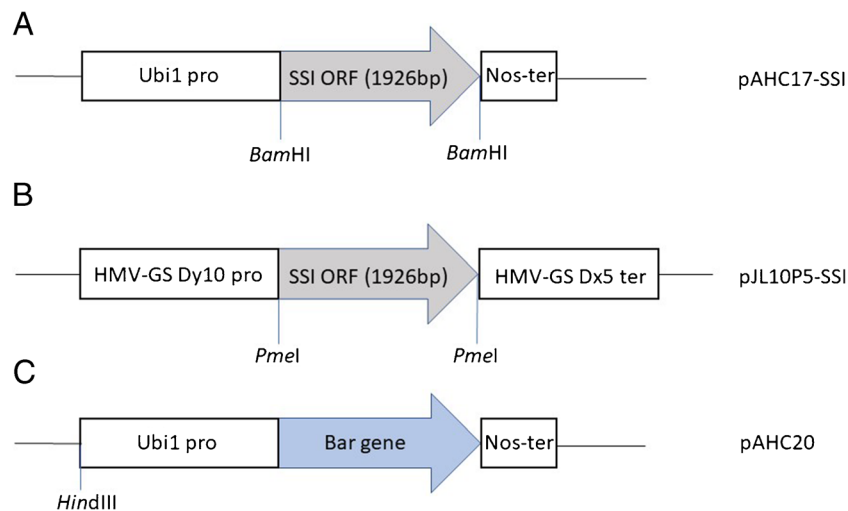 A
Ubi1 pro SSI ORF (1926bp) Nos-ter pAHC17-SSI
BamHI BamHI
B
HMV-GS Dy10 pro SSI ORF (1926bp) HMV-GS Dx5 ter pJL10P5-SSI
PmeI PmeI
C
Ubi1 pro Bar gene Nos-ter pAHC20
HindIII